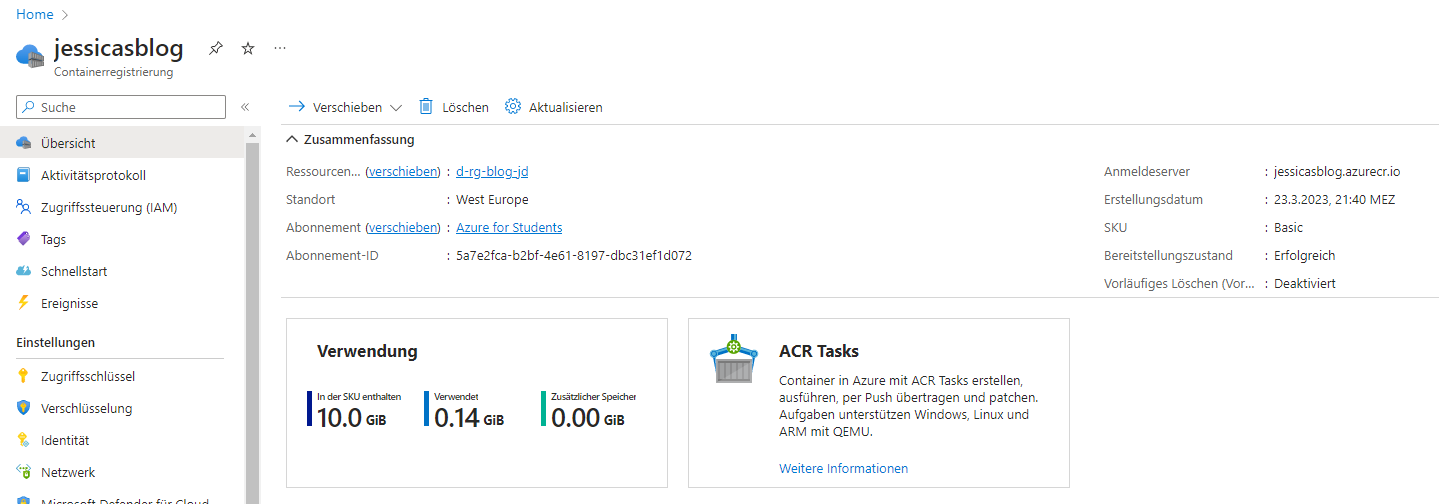 Home
jessicasblog
Containerregistrierung
Suche
Verschieben Löschen Aktualisieren
Übersicht
Aktivitätsprotokoll
Zugriffssteuerung (IAM)
Tags
Schnellstart
Ereignisse
Einstellungen
Zugriffsschlüssel
Verschlüsselung
Identität
Netzwerk
Microsoft Defender für Cloud
Zusammenfassung
Ressourcen... (verschieben) : d-rg-blog-jd
Standort : West Europe
Abonnement (verschieben) : Azure for Students
Abonnement-ID : 5a7e2fca-b2bf-4e61-8197-dbc31ef1d072
Anmeldeserver : jessicasblog.azurecr.io
Erstellungsdatum : 23.3.2023, 21:40 MEZ
SKU : Basic
Bereitstellungszustand : Erfolgreich
Vorläufiges Löschen (Vor... : Deaktiviert
Verwendung
In der SKU enthalten
10.0 GiB
Verwendet
0.14 GiB
Zusätzlicher Speicher
0.00 GiB
ACR Tasks
Container in Azure mit ACR Tasks erstellen,
ausführen, per Push übertragen und patchen.
Aufgaben unterstützen Windows, Linux und
ARM mit QEMU.
Weitere Informationen